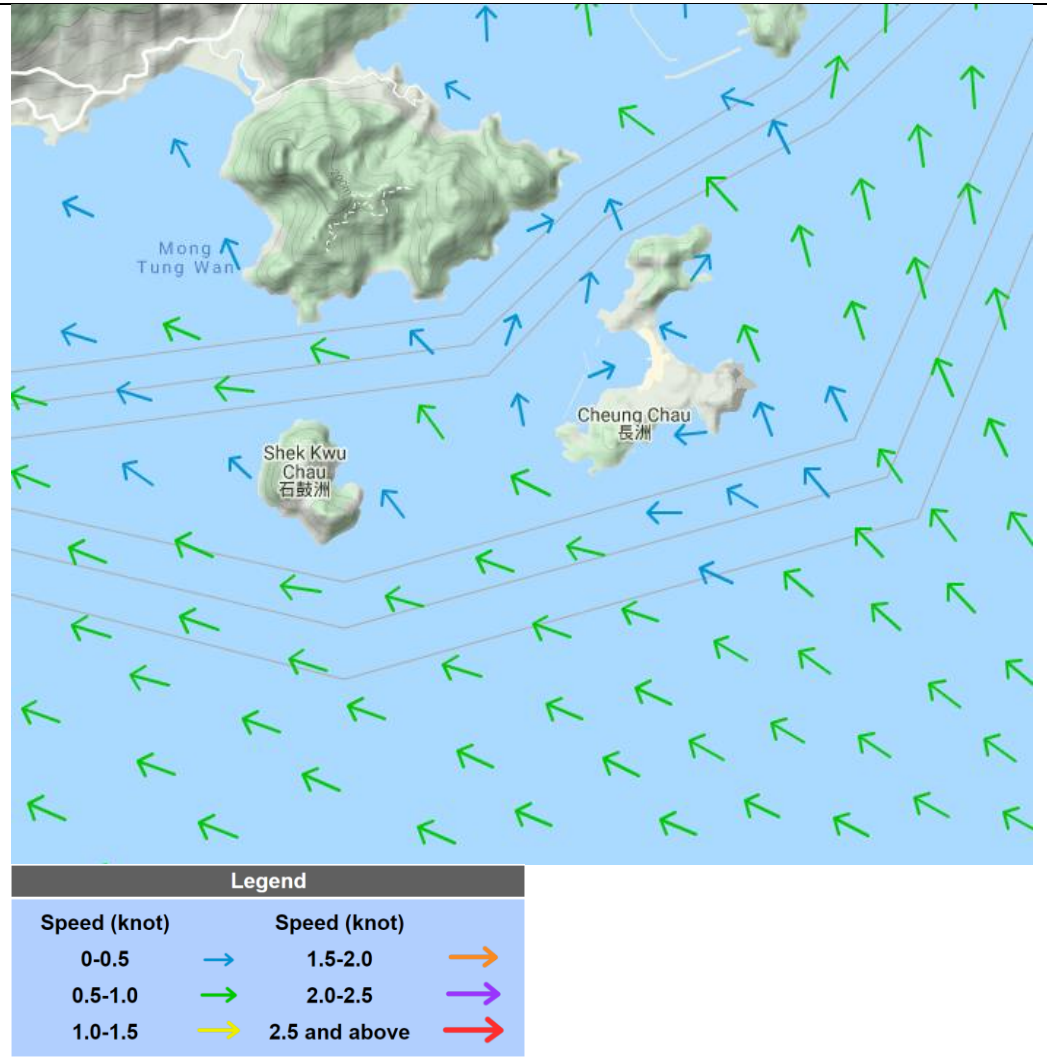 Mong
Tung Wan
Cheung Chau
長洲
Shek Kwu
Chau
石鼓洲
Legend
Speed (knot) Speed (knot)
0-0.5 1.5-2.0
0.5-1.0 2.0-2.5
1.0-1.5 2.5 and above